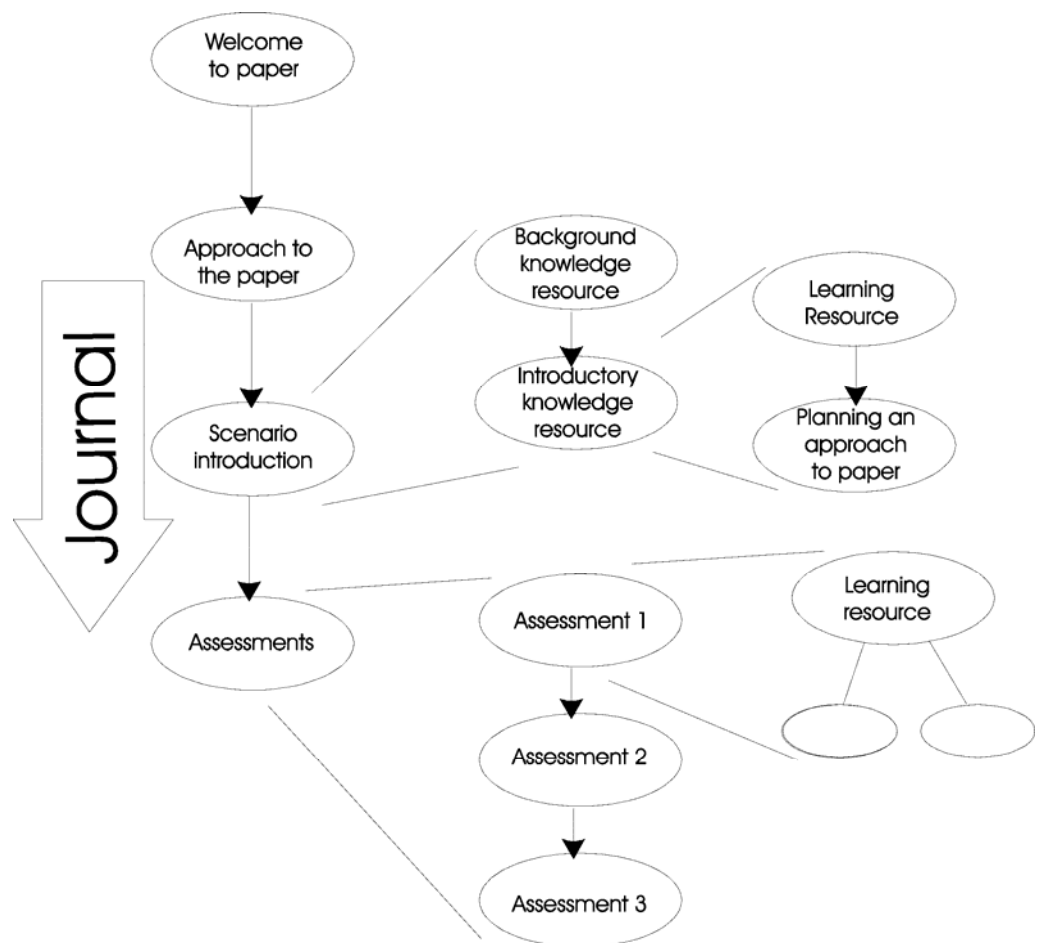 Welcome
to paper
Approach to
the paper
Journal
Scenario
introduction
Assessments
Background
knowledge
resource
Introductory
knowledge
resource
Learning
Resource
Planning an
approach
to paper
Assessment 1
Assessment 2
Assessment 3
Learning
resource